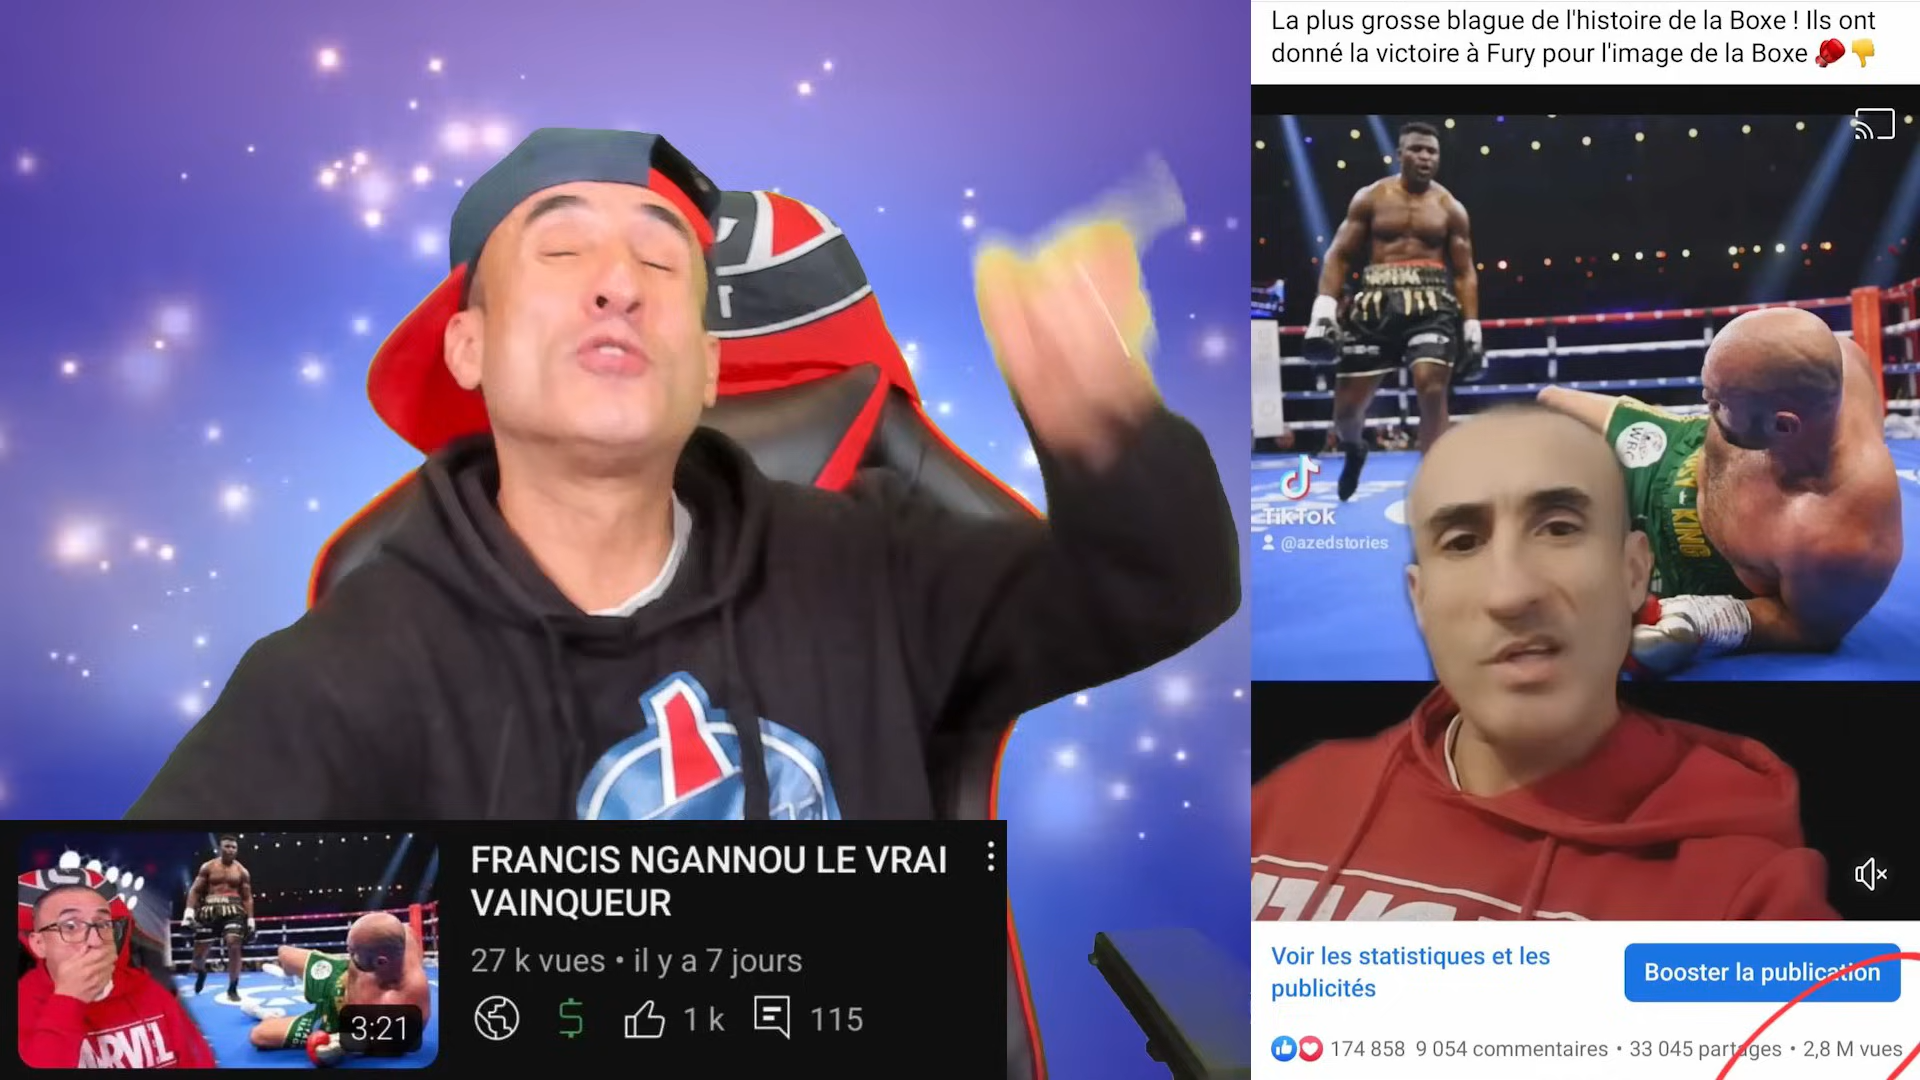 La plus grosse blague de l'histoire de la Boxe ! Ils ont
donné la victoire à Fury pour l'image de la Boxe 🥊👎
WBC
KING
TikTok
@azedstories
FRANCIS NGANNOU LE VRAI
VAINQUEUR
27 k vues • il y a 7 jours
1 k
115
3:21
Voir les statistiques et les
publicités
Booster la publication
174 858 9 054 commentaires • 33 045 partages • 2,8 M vues